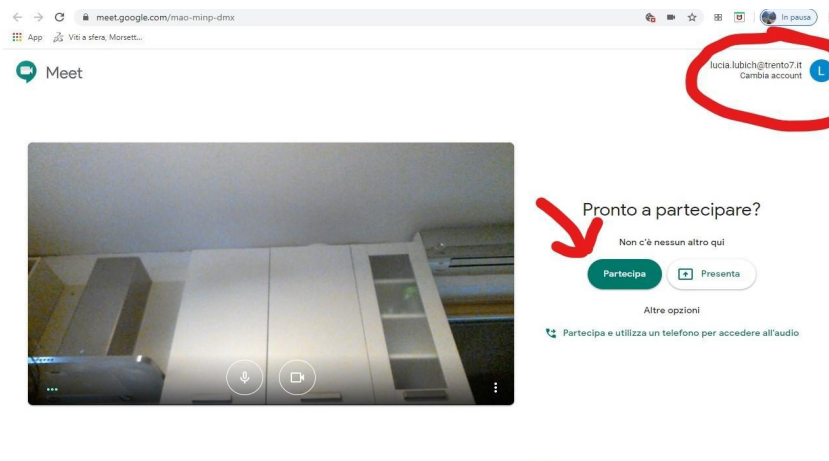 meet.google.com/mao-minp-dmx
In pausa
App Viti a sfera, Morsett...
Meet
lucia.lubich@trento7.it
Cambia account
L
Pronto a partecipare?
Non c'è nessun altro qui
Partecipa
Presenta
Altre opzioni
Partecipa e utilizza un telefono per accedere all'audio